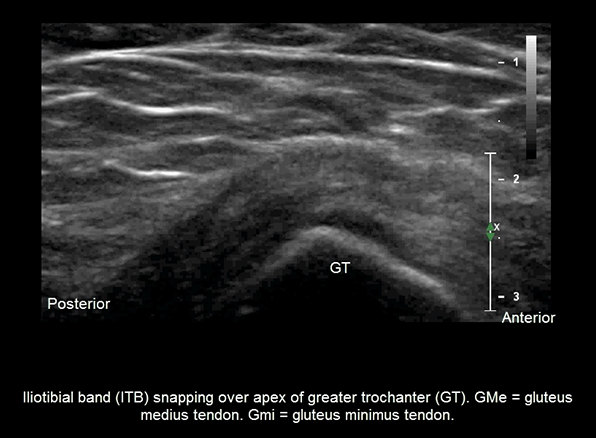 1
2
X
GT
3
Posterior
Anterior
Iliotibial band (ITB) snapping over apex of greater trochanter (GT). GMe = gluteus
medius tendon. Gmi = gluteus minimus tendon.